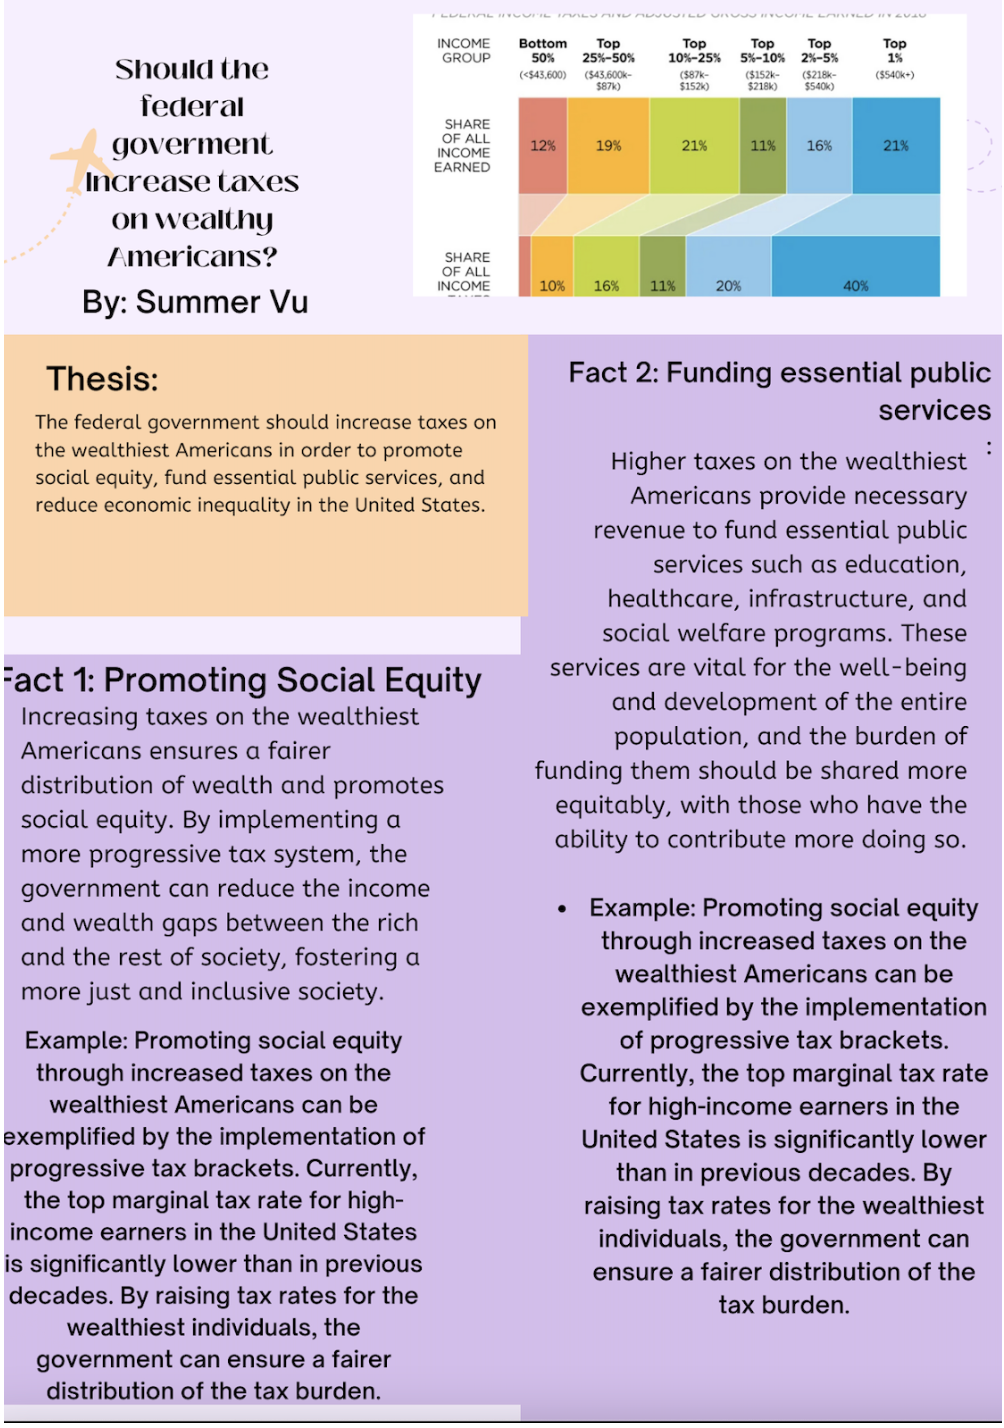 Should the
federal
goverment
Increase taxes
on wealthy
Americans?
By: Summer Vu
FEDERAL INCOME TAXES AND ADJUSTED GROSS INCOME EARNED IN 2018
INCOME
GROUP
Bottom
50%
(<$43,600)
Top
25%-50%
($43,600k-
$87k)
Top
10%-25%
($87k-
$152k)
Top
5%-10%
($152k-
$218k)
Top
2%-5%
($218k-
$540k)
Top
1%
($540k+)
SHARE
OF ALL
INCOME
EARNED
12%
19%
21%
11%
16%
21%
SHARE
OF ALL
INCOME
10%
16%
11%
20%
40%
Thesis:
The federal government should increase taxes on
the wealthiest Americans in order to promote
social equity, fund essential public services, and
reduce economic inequality in the United States.
Fact 1: Promoting Social Equity
Increasing taxes on the wealthiest
Americans ensures a fairer
distribution of wealth and promotes
social equity. By implementing a
more progressive tax system, the
government can reduce the income
and wealth gaps between the rich
and the rest of society, fostering a
more just and inclusive society.
Example: Promoting social equity
through increased taxes on the
wealthiest Americans can be
exemplified by the implementation of
progressive tax brackets. Currently,
the top marginal tax rate for high-
income earners in the United States
is significantly lower than in previous
decades. By raising tax rates for the
wealthiest individuals, the
government can ensure a fairer
distribution of the tax burden.
Fact 2: Funding essential public
services
:
Higher taxes on the wealthiest
Americans provide necessary
revenue to fund essential public
services such as education,
healthcare, infrastructure, and
social welfare programs. These
services are vital for the well-being
and development of the entire
population, and the burden of
funding them should be shared more
equitably, with those who have the
ability to contribute more doing so.
• Example: Promoting social equity
through increased taxes on the
wealthiest Americans can be
exemplified by the implementation
of progressive tax brackets.
Currently, the top marginal tax rate
for high-income earners in the
United States is significantly lower
than in previous decades. By
raising tax rates for the wealthiest
individuals, the government can
ensure a fairer distribution of the
tax burden.